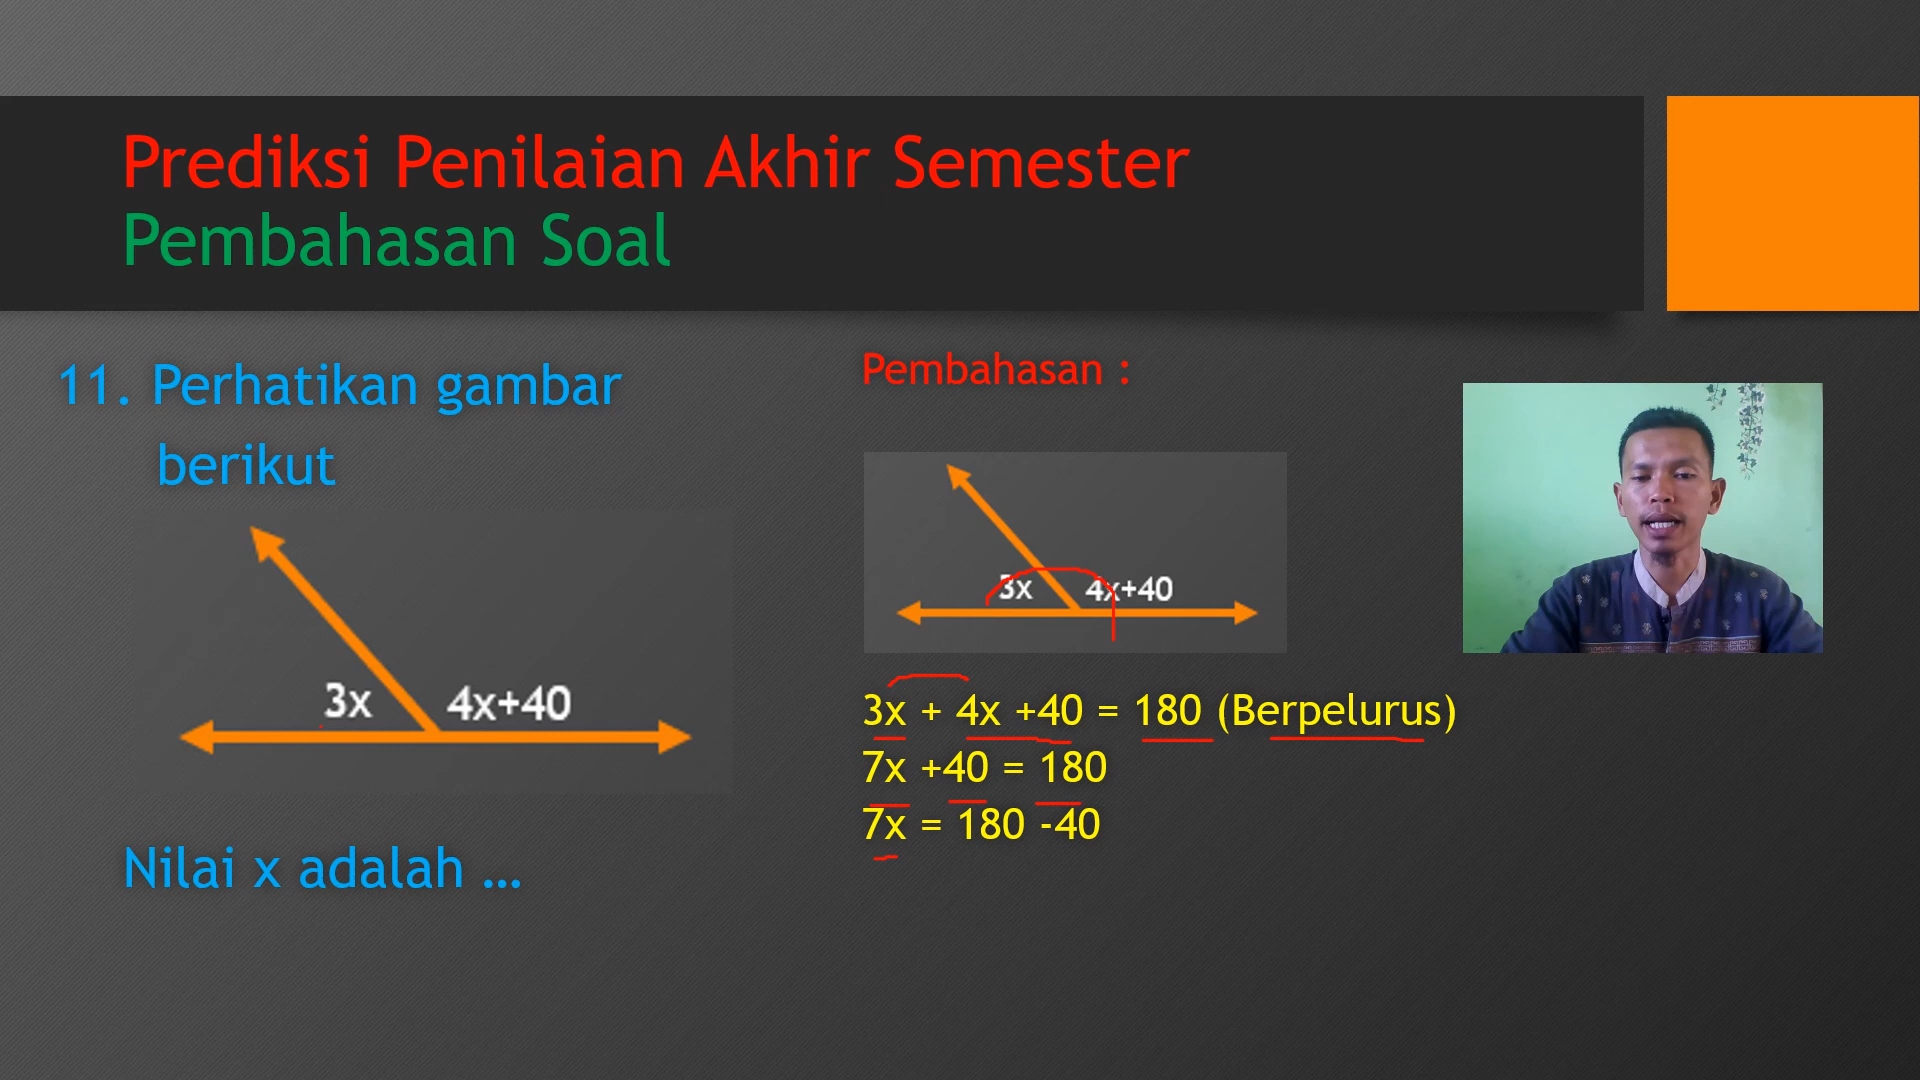 Prediksi Penilaian Akhir Semester
Pembahasan Soal
11. Perhatikan gambar
berikut
3x 4x+40
Nilai x adalah ...
Pembahasan :
3x 4x+40
3x + 4x +40 = 180 (Berpelurus)
7x +40 = 180
7x = 180 -40